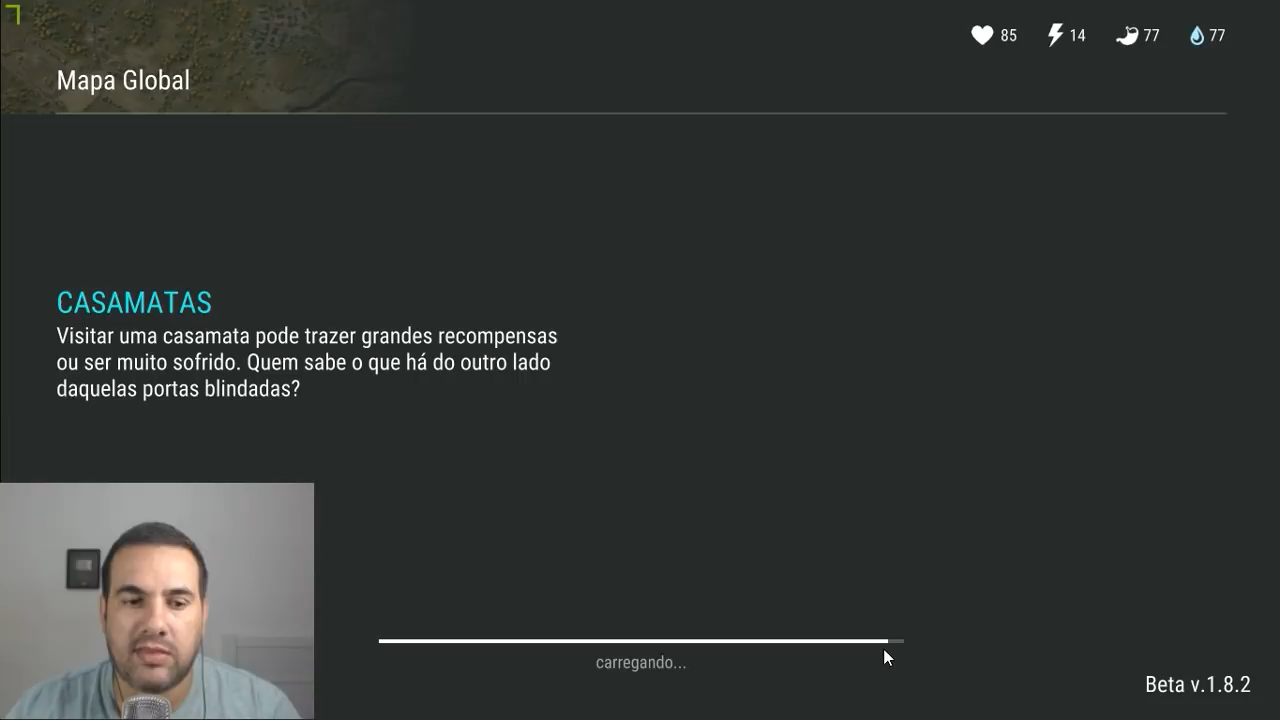 85 14 77 77
Mapa Global
CASAMATAS
Visitar uma casamata pode trazer grandes recompensas
ou ser muito sofrido. Quem sabe o que há do outro lado
daquelas portas blindadas?
carregando...
Beta v.1.8.2